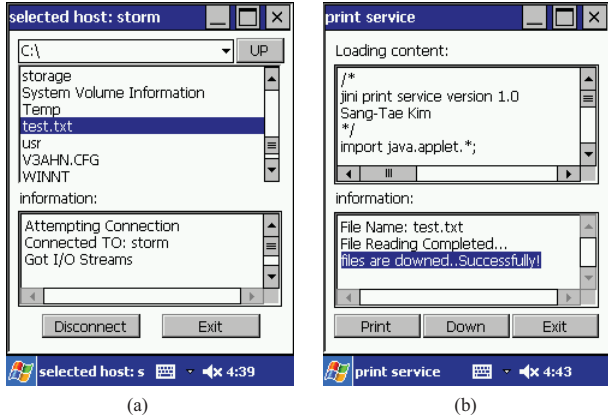 selected host: storm
C:\
UP
storage
System Volume Information
Temp
test.txt
usr
V3AHN.CFG
WINNT
information:
Attempting Connection
Connected TO: storm
Got I/O Streams
Disconnect
Exit
selected host: s
4:39
(a)
print service
Loading content:
/*
jini print service version 1.0
Sang-Tae Kim
*/
import java.applet.*;
information:
File Name: test.txt
File Reading Completed...
files are downed..Successfully!
Print
Down
Exit
print service
4:43
(b)